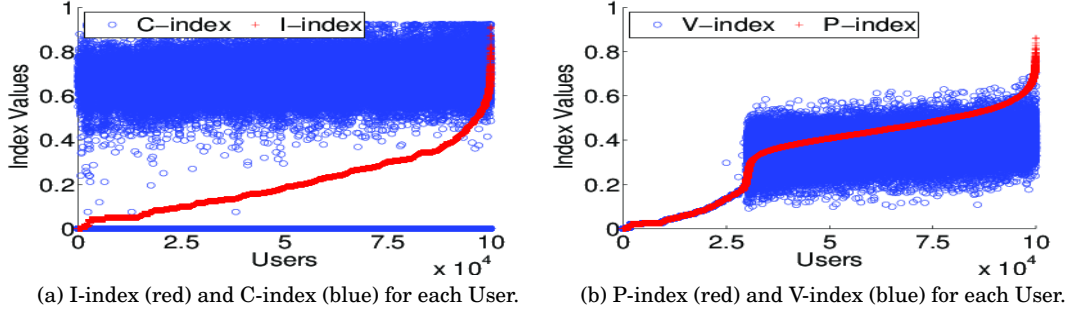 C-index I-index
1
0.8
0.6
0.4
0.2
0
Index Values
0 2.5 5 7.5 10
Users
x 10^4
(a) I-index (red) and C-index (blue) for each User.
V-index P-index
1
0.8
0.6
0.4
0.2
0
Index Values
0 2.5 5 7.5 10
Users
x 10^4
(b) P-index (red) and V-index (blue) for each User.